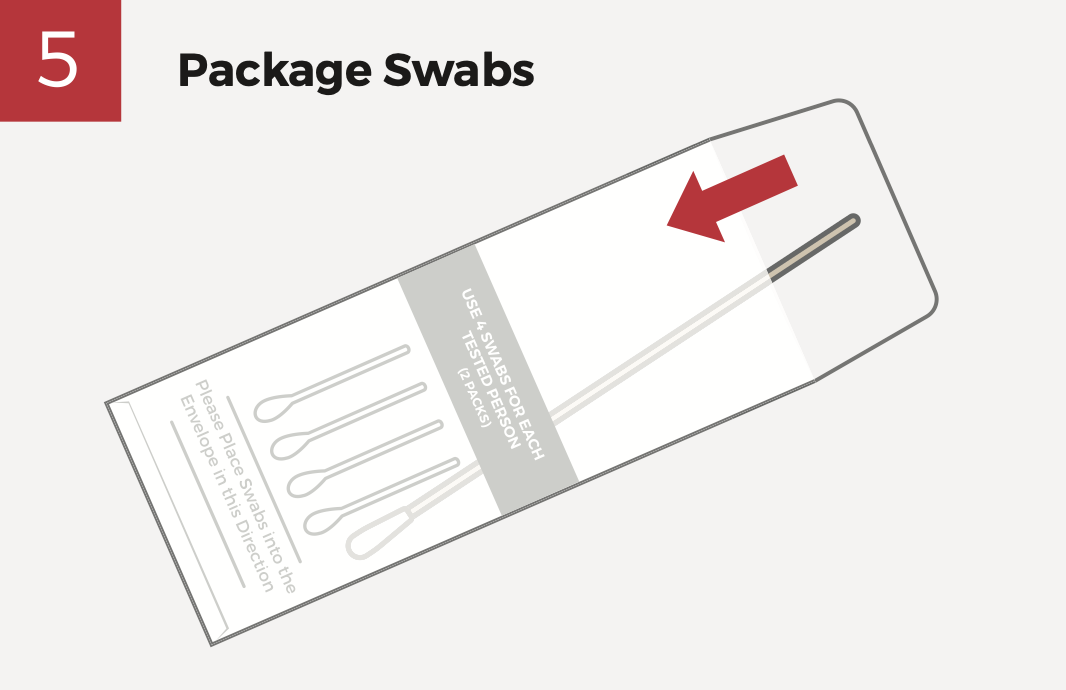 5
Package Swabs
USE 4 SWABS FOR EACH
TESTED PERSON
(2 PACKS)
Please Place Swabs into the
Envelope in this Direction